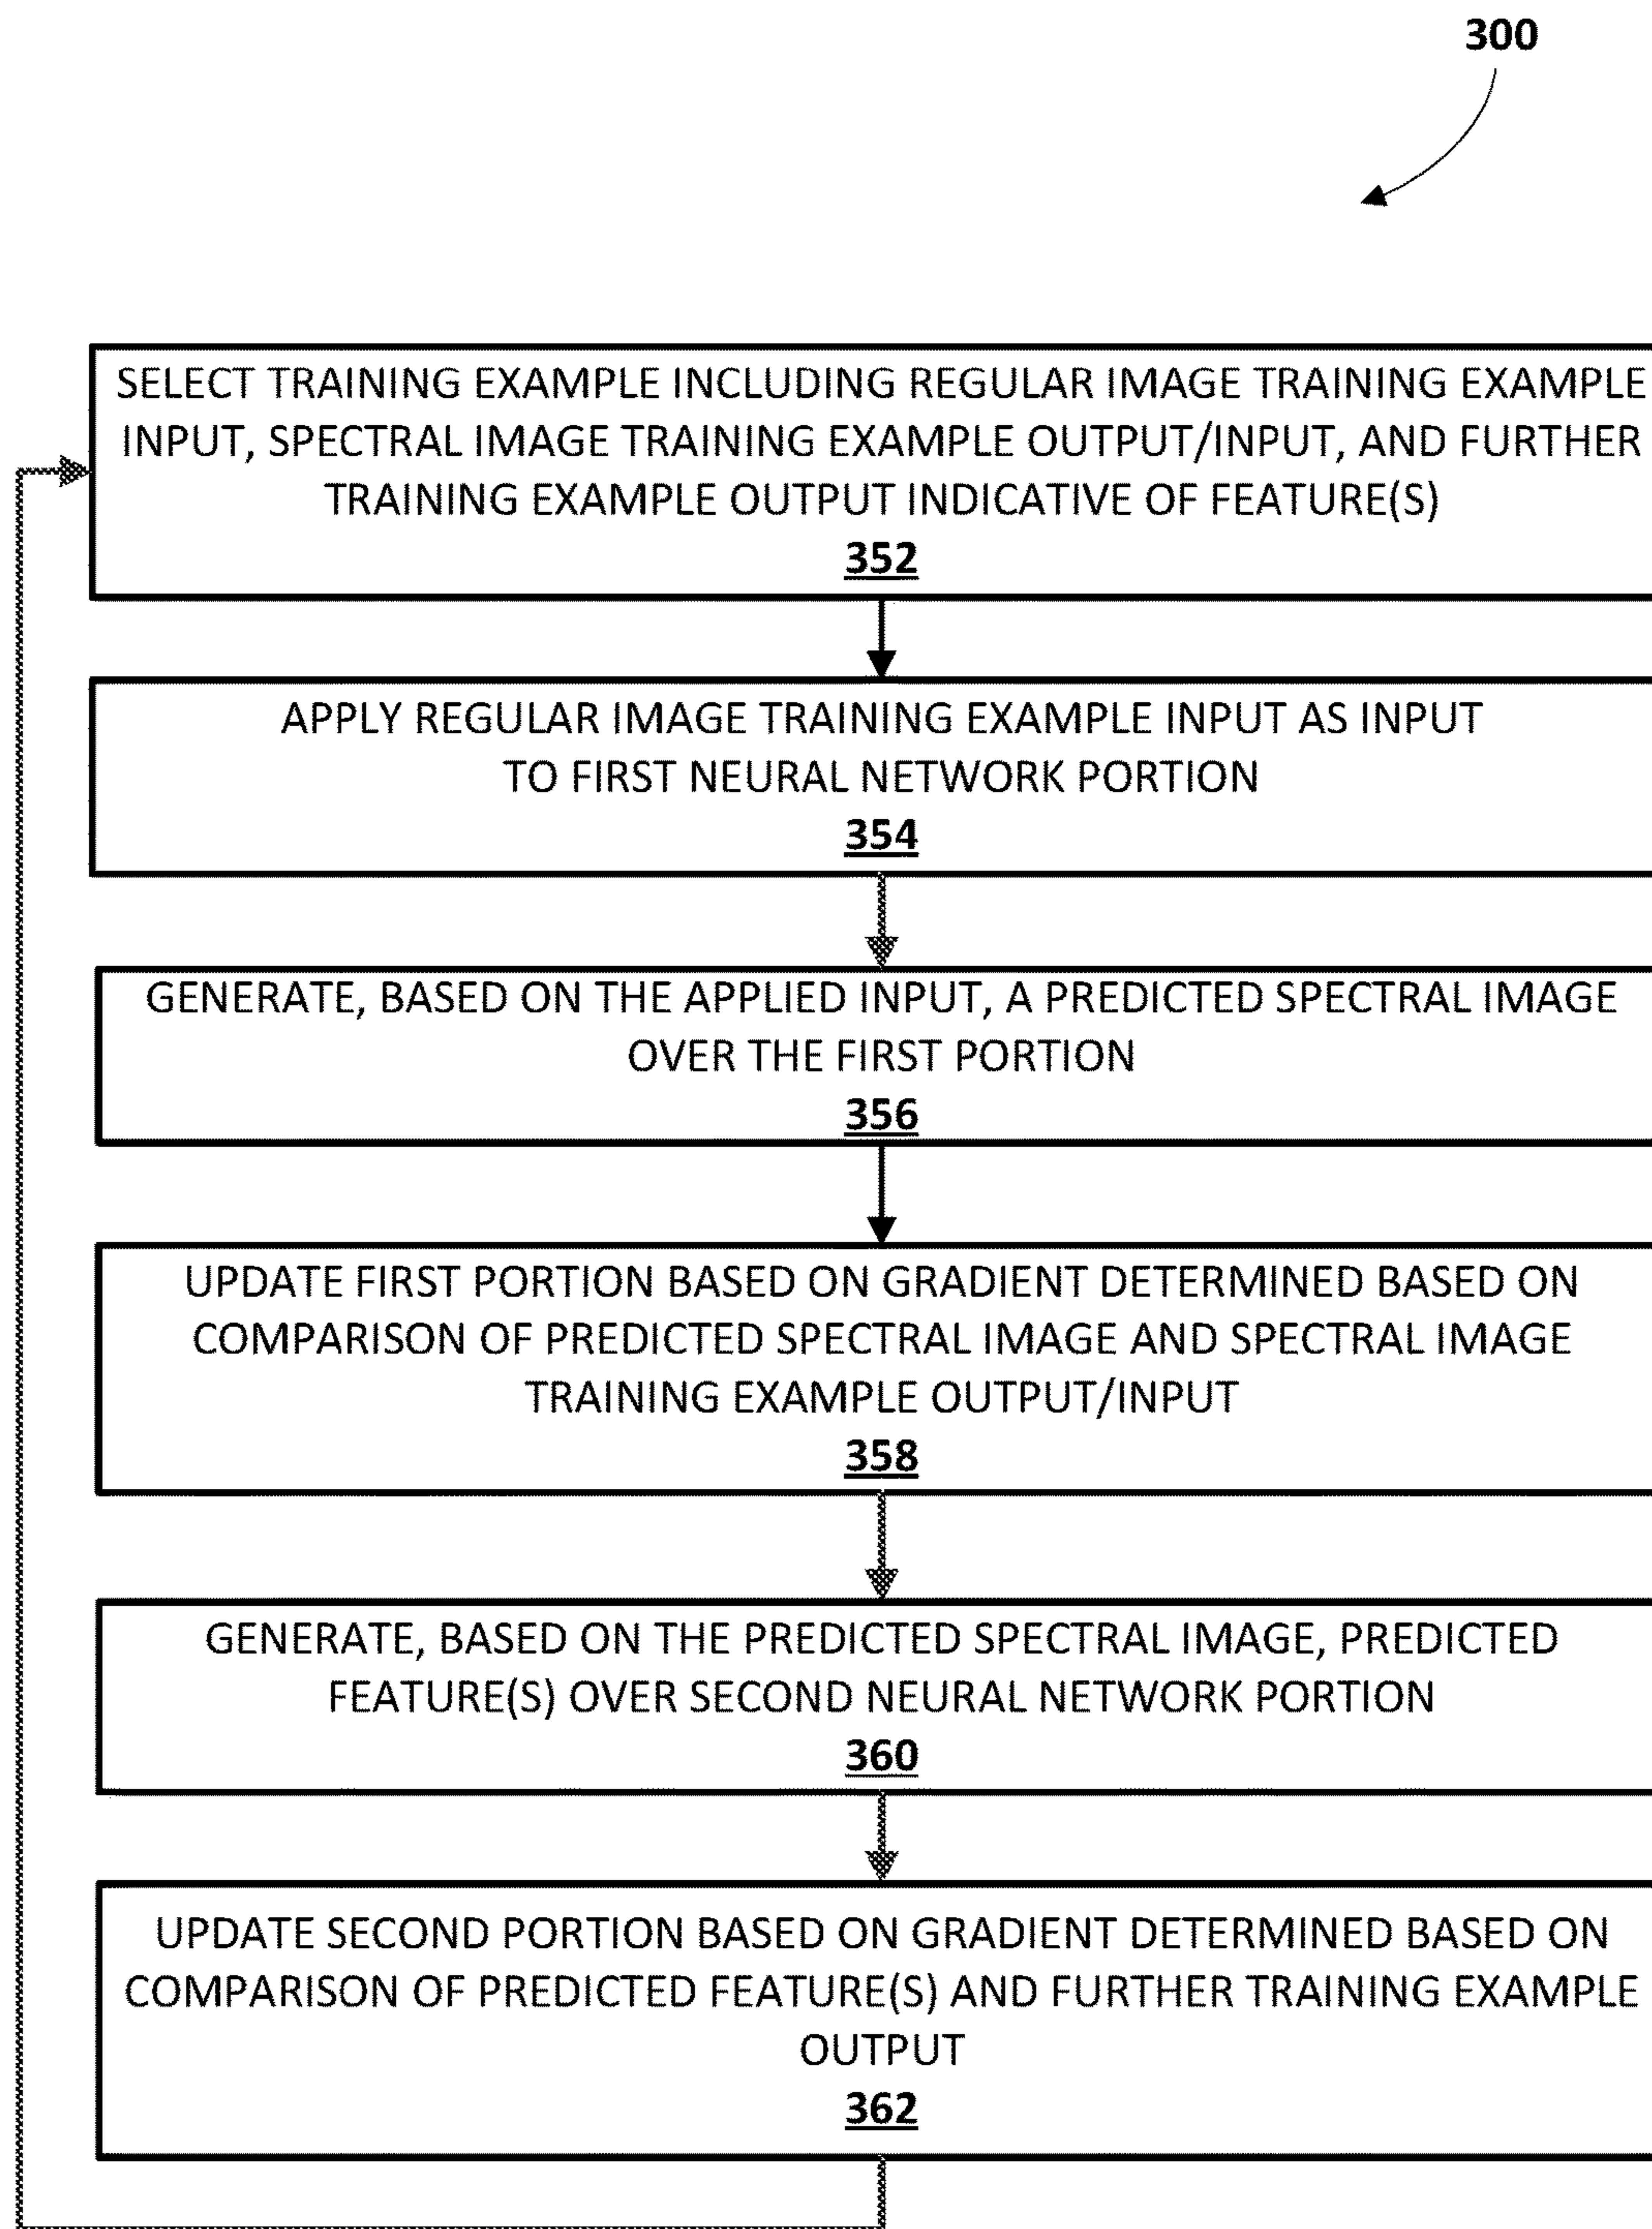 300
SELECT TRAINING EXAMPLE INCLUDING REGULAR IMAGE TRAINING EXAMPLE
INPUT, SPECTRAL IMAGE TRAINING EXAMPLE OUTPUT/INPUT, AND FURTHER
TRAINING EXAMPLE OUTPUT INDICATIVE OF FEATURE(S)
352
APPLY REGULAR IMAGE TRAINING EXAMPLE INPUT AS INPUT
TO FIRST NEURAL NETWORK PORTION
354
GENERATE, BASED ON THE APPLIED INPUT, A PREDICTED SPECTRAL IMAGE
OVER THE FIRST PORTION
356
UPDATE FIRST PORTION BASED ON GRADIENT DETERMINED BASED ON
COMPARISON OF PREDICTED SPECTRAL IMAGE AND SPECTRAL IMAGE
TRAINING EXAMPLE OUTPUT/INPUT
358
GENERATE, BASED ON THE PREDICTED SPECTRAL IMAGE, PREDICTED
FEATURE(S) OVER SECOND NEURAL NETWORK PORTION
360
UPDATE SECOND PORTION BASED ON GRADIENT DETERMINED BASED ON
COMPARISON OF PREDICTED FEATURE(S) AND FURTHER TRAINING EXAMPLE
OUTPUT
362